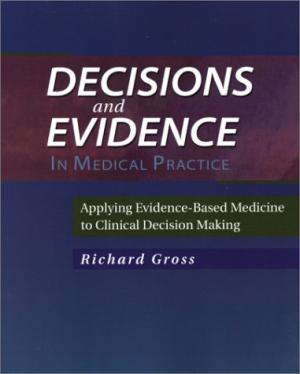 DECISIONS
and
EVIDENCE
IN MEDICAL PRACTICE
Applying Evidence-Based Medicine
to Clinical Decision Making
Richard Gross